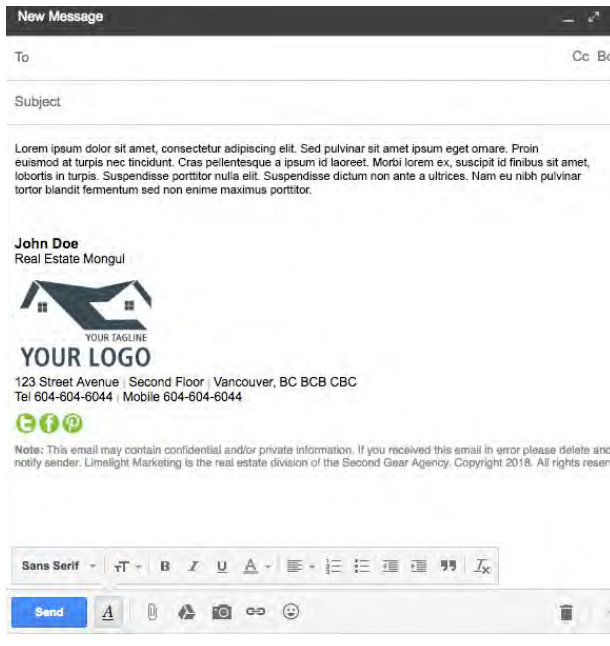 New Message
To Cc Bc
Subject
Lorem ipsum dolor sit amet, consectetur adipiscing elit. Sed pulvinar sit amet ipsum eget ornare. Proin
euismod at turpis nec tincidunt. Cras pellentesque a ipsum id laoreet. Morbi lorem ex, suscipit id finibus sit amet,
lobortis in turpis. Suspendisse porttitor nulla elit. Suspendisse dictum non ante a ultrices. Nam eu nibh pulvinar
tortor blandit fermentum sed non enime maximus porttitor.
John Doe
Real Estate Mongul
YOUR TAGLINE
YOUR LOGO
123 Street Avenue | Second Floor | Vancouver, BC BCB CBC
Tel 604-604-6044 | Mobile 604-604-6044
Note: This email may contain confidential and/or private information. If you received this email in error please delete and
notify sender. Limelight Marketing is the real estate division of the Second Gear Agency. Copyright 2018. All rights reser
Sans Serif
Send